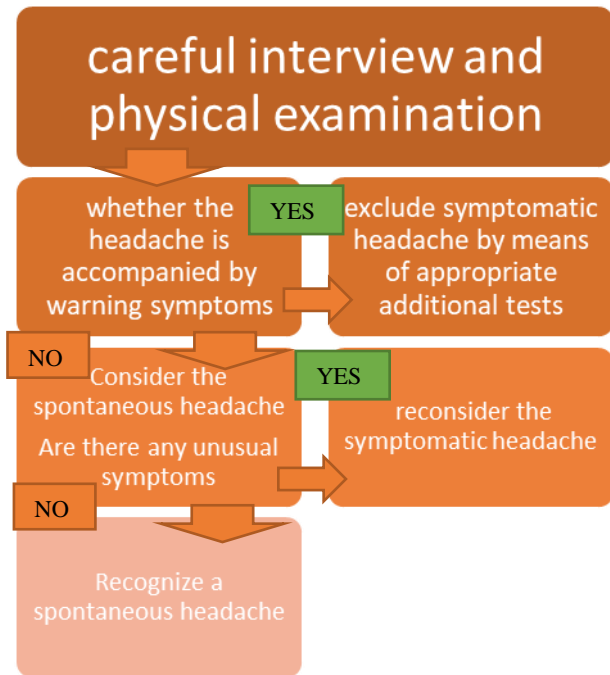 careful interview and
physical examination
whether the
headache is
accompanied by
warning symptoms
YES
exclude symptomatic
headache by means
of appropriate
additional tests
NO
Consider the
spontaneous headache
Are there any unusual
symptoms
YES
reconsider the
symptomatic headache
NO
Recognize a
spontaneous headache